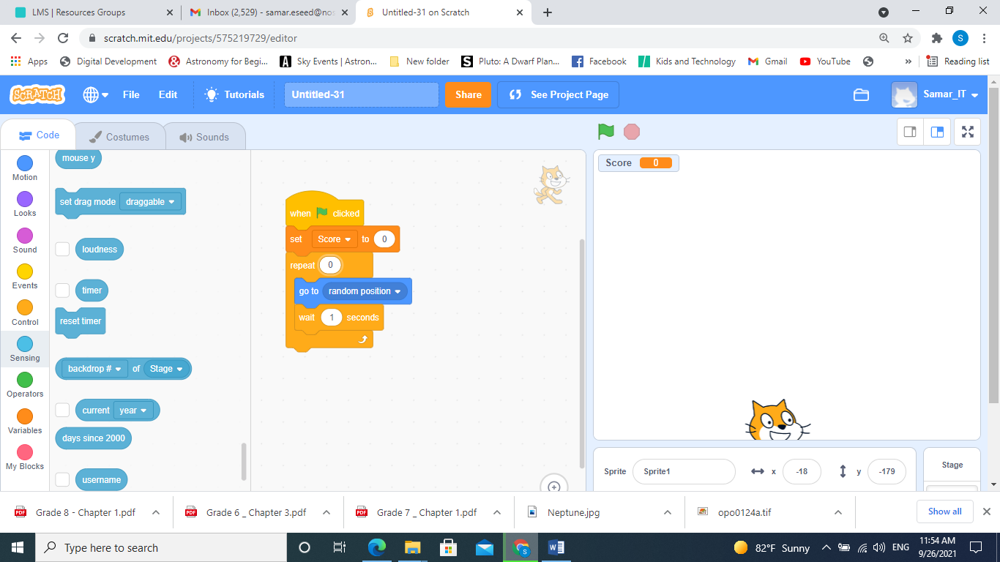 LMS | Resources Groups
Inbox (2,529) - samar.eseed@nos
Untitled-31 on Scratch
scratch.mit.edu/projects/575219729/editor
S
Apps
Digital Development
Astronomy for Begi...
Sky Events | Astron...
New folder
Pluto: A Dwarf Plan...
Facebook
Kids and Technology
Gmail
YouTube
»
Reading list
SCRATCH
File
Edit
Tutorials
Untitled-31
Share
See Project Page
Samar_IT
Code
Costumes
Sounds
Motion
Looks
Sound
Events
Control
Sensing
Operators
Variables
My Blocks
mouse y
set drag mode draggable
loudness
timer
reset timer
backdrop # of Stage
current year
days since 2000
username
when clicked
set Score to 0
repeat 0
go to random position
wait 1 seconds
Score 0
Sprite Sprite1 x -18 y -179
Stage
Grade 8 - Chapter 1.pdf
Grade 6 _ Chapter 3.pdf
Grade 7 _ Chapter 1.pdf
Neptune.jpg
opo0124a.tif
Show all
Type here to search
82°F Sunny
ENG
11:54 AM
9/26/2021